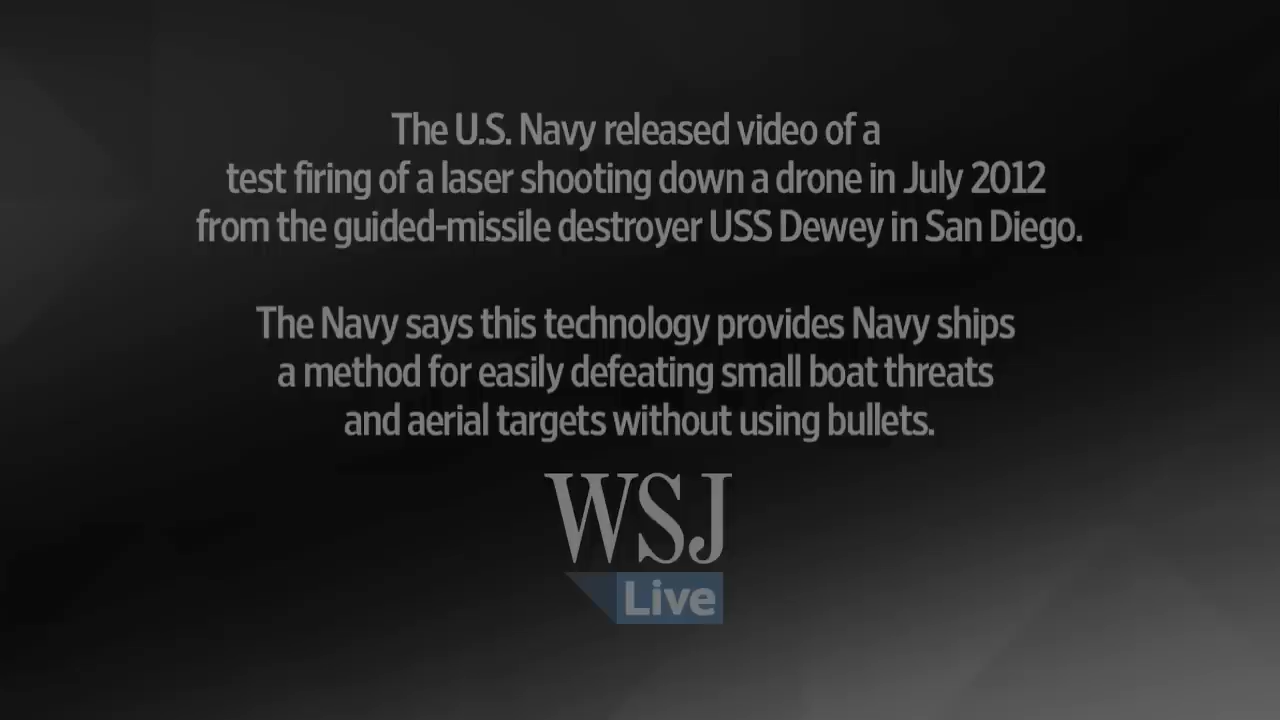 The U.S. Navy released video of a
test firing of a laser shooting down a drone in July 2012
from the guided-missile destroyer USS Dewey in San Diego.
The Navy says this technology provides Navy ships
a method for easily defeating small boat threats
and aerial targets without using bullets.
WSJ
Live